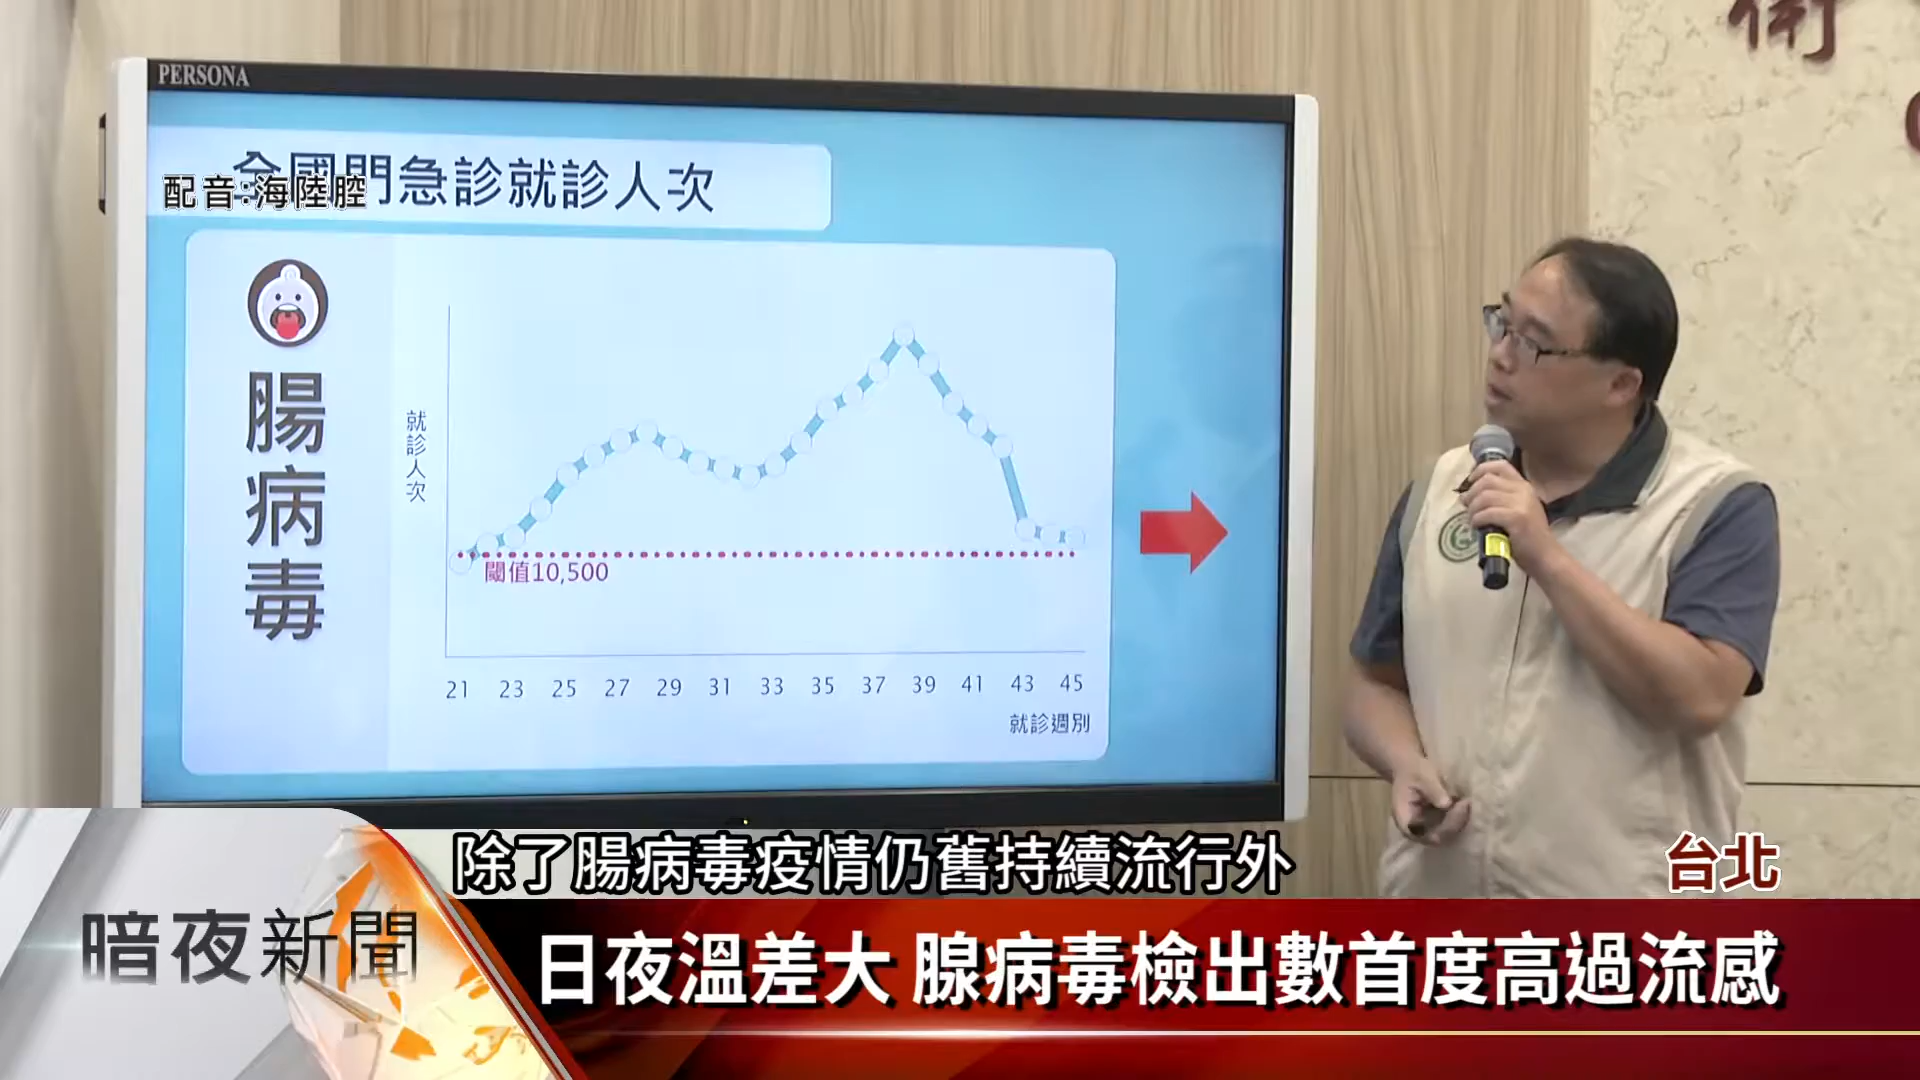 衛
PERSONA
全國門急診就診人次
配音:海陸腔
腸病毒
就診人次
閾值10,500
21 23 25 27 29 31 33 35 37 39 41 43 45
就診週別
除了腸病毒疫情仍舊持續流行外
台北
暗夜新聞
日夜溫差大 腺病毒檢出數首度高過流感